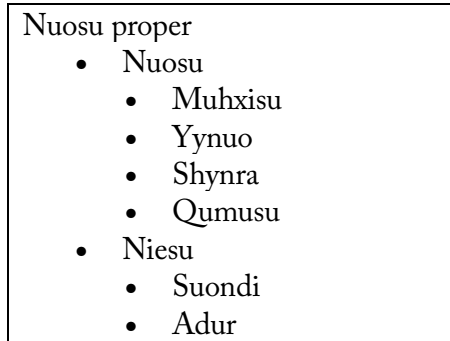 Nuosu proper
• Nuosu
• Muhxisu
• Yynuo
• Shynra
• Qumusu
• Niesu
• Suondi
• Adur